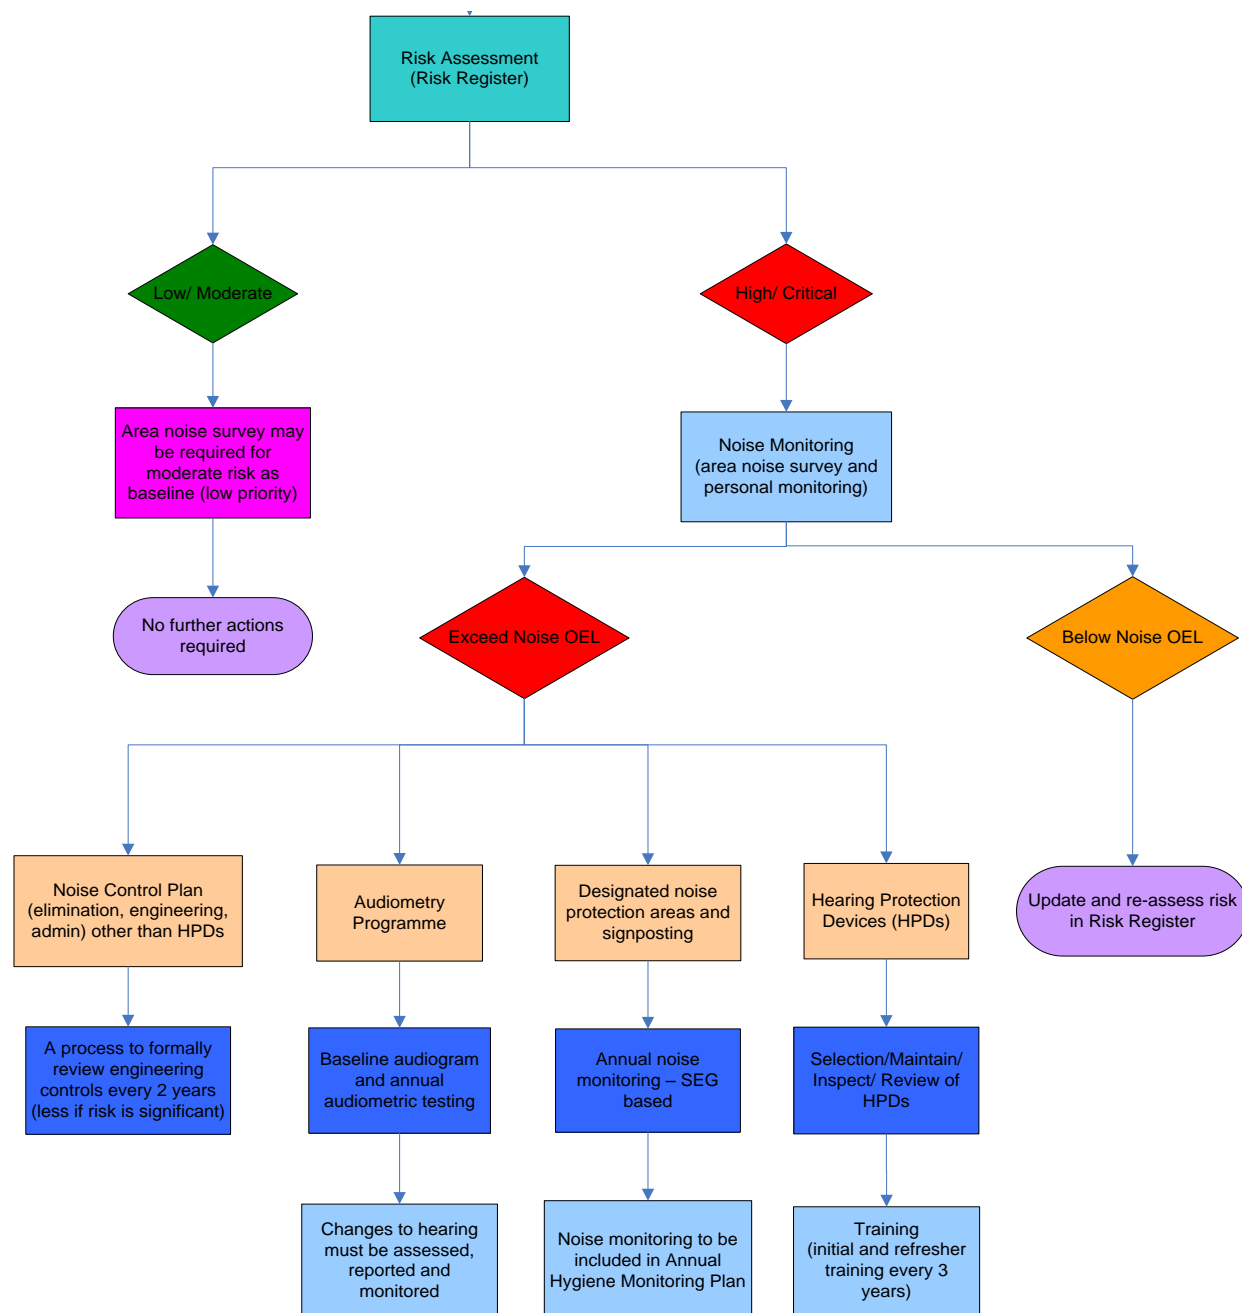 Risk Assessment
(Risk Register)
Low/ Moderate
High/ Critical
Area noise survey may
be required for
moderate risk as
baseline (low priority)
Noise Monitoring
(area noise survey and
personal monitoring)
No further actions
required
Exceed Noise OEL
Below Noise OEL
Noise Control Plan
(elimination, engineering,
admin) other than HPDs
Audiometry
Programme
Designated noise
protection areas and
signposting
Hearing Protection
Devices (HPDs)
Update and re-assess risk
in Risk Register
A process to formally
review engineering
controls every 2 years
(less if risk is significant)
Baseline audiogram
and annual
audiometric testing
Annual noise
monitoring – SEG
based
Selection/Maintain/
Inspect/ Review of
HPDs
Changes to hearing
must be assessed,
reported and
monitored
Noise monitoring to be
included in Annual
Hygiene Monitoring Plan
Training
(initial and refresher
training every 3
years)